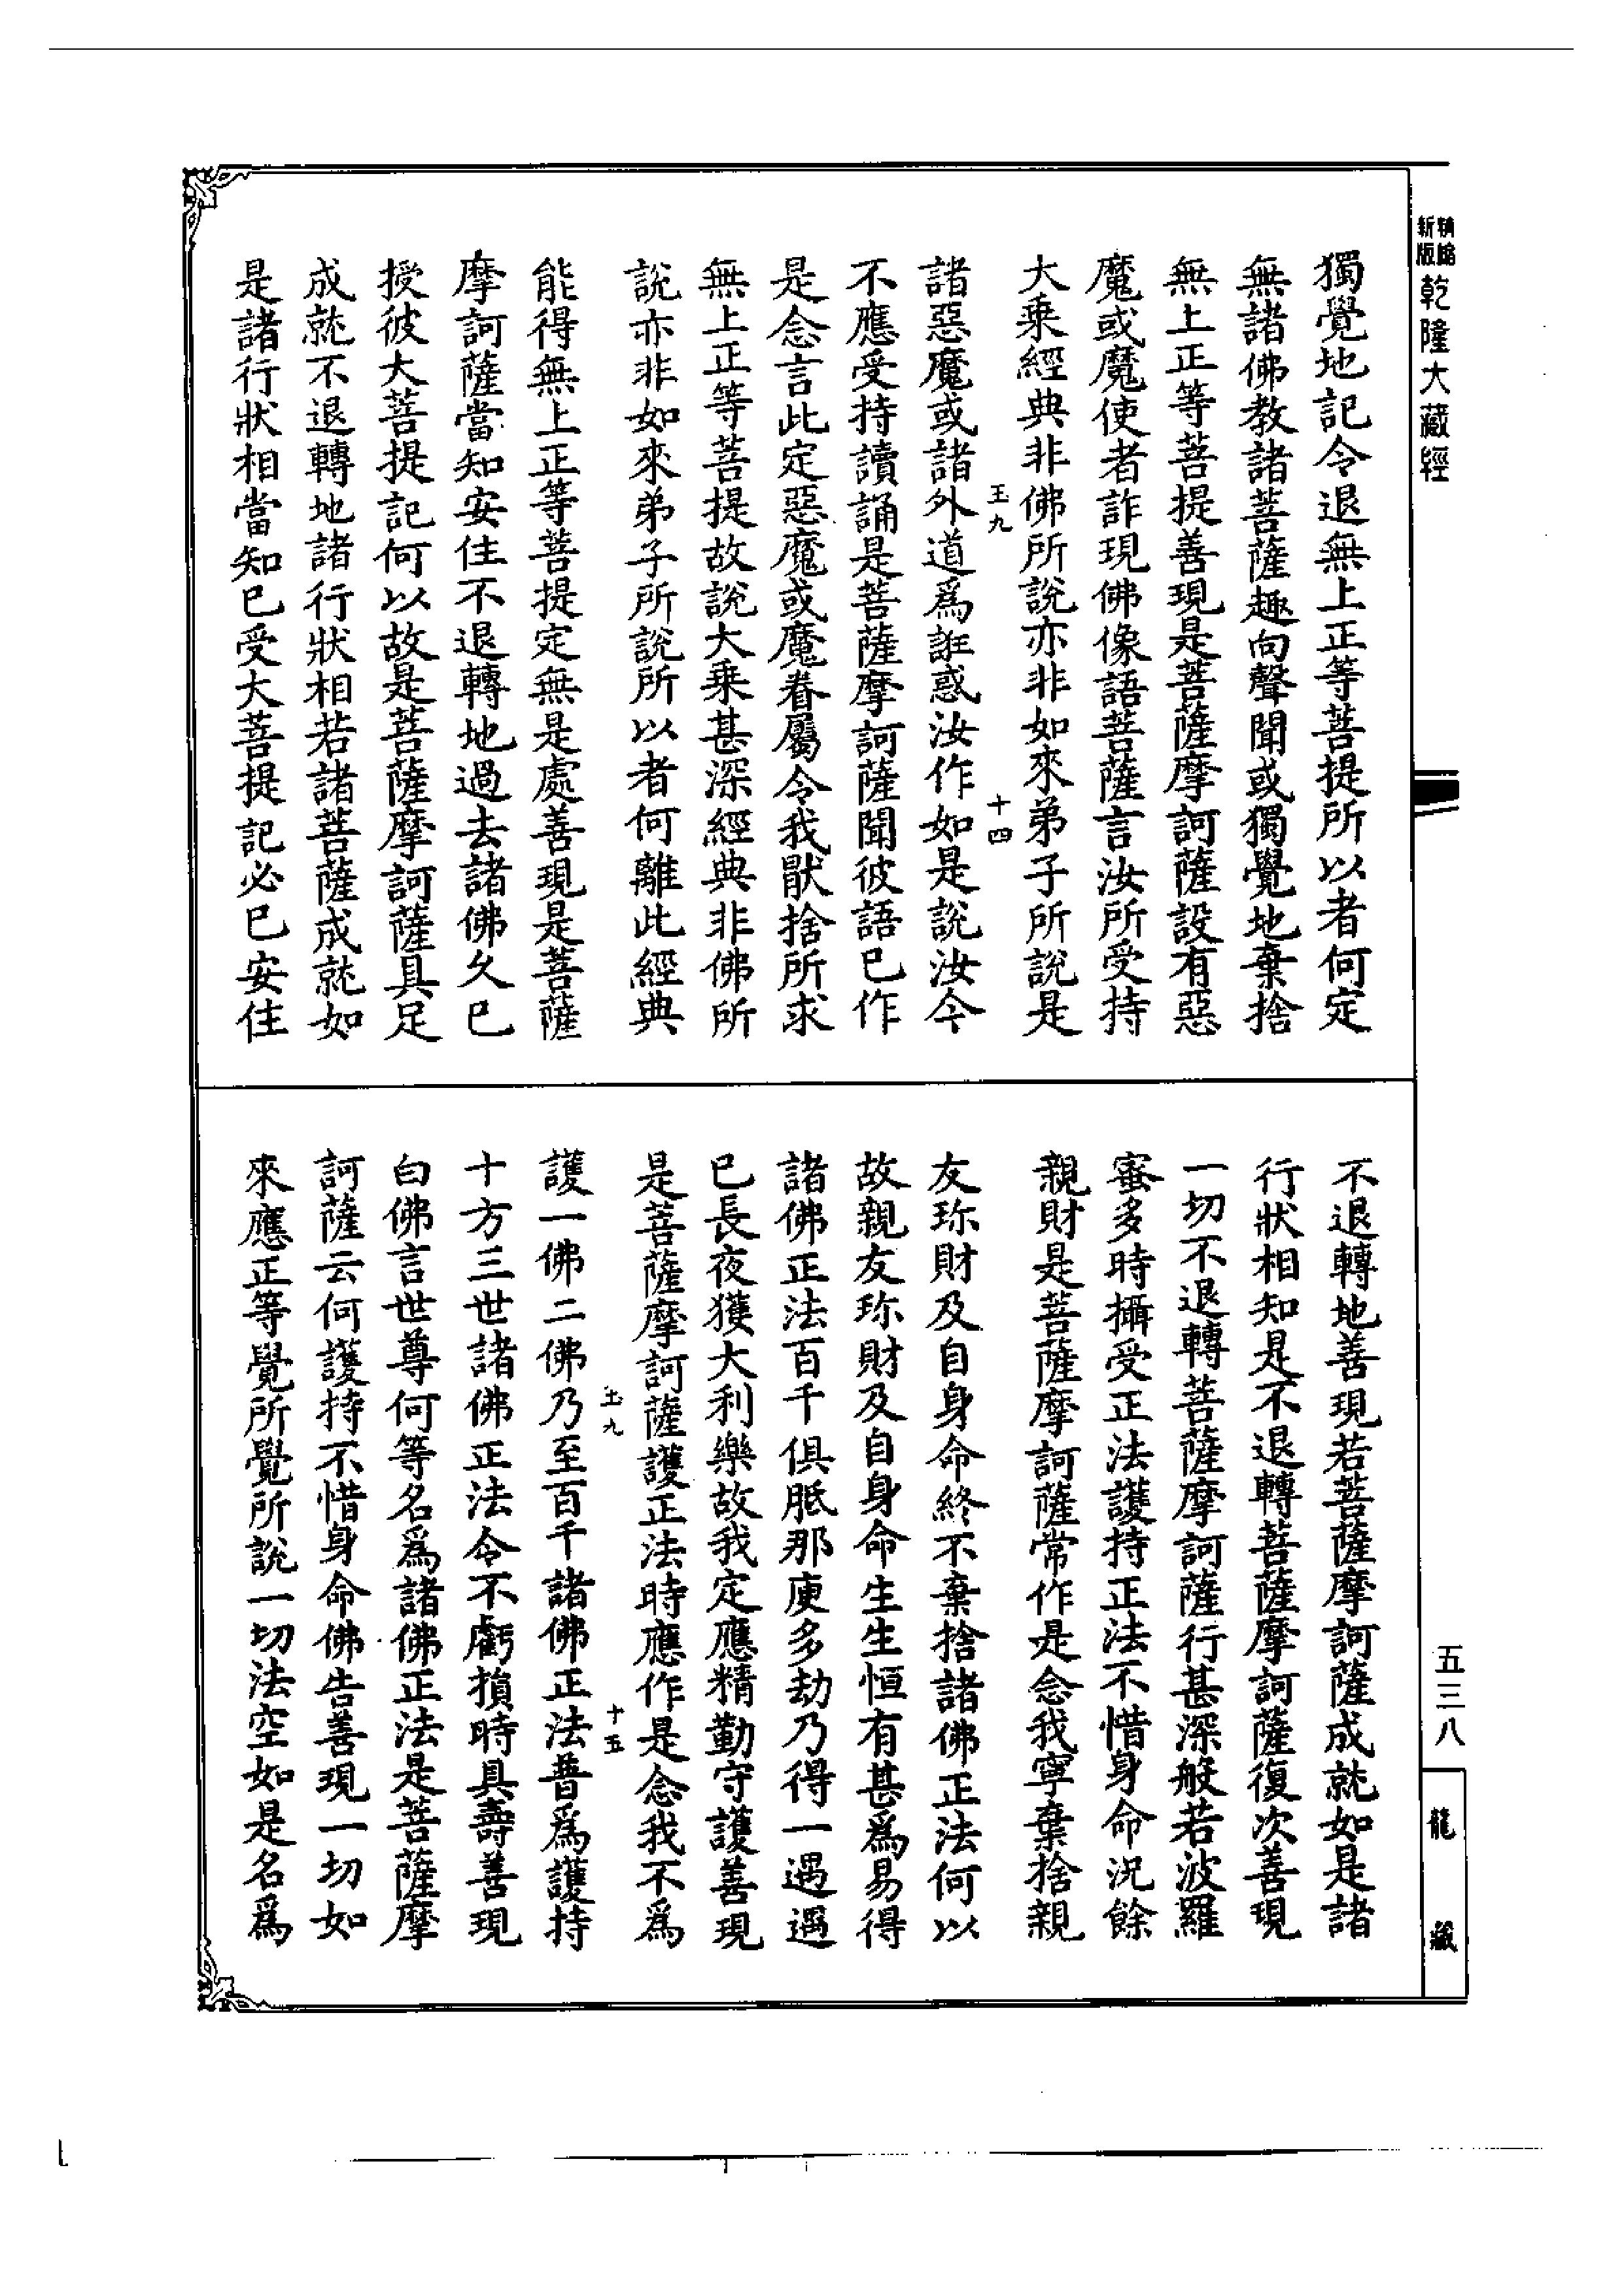 新版
精縮
乾隆大藏經
獨覺地記令退無上正等菩提所以者何定
無諸佛教諸菩薩趣向聲聞或獨覺地棄捨
無上正等菩提善現是菩薩摩訶薩設有惡
魔或魔使者詐現佛像語菩薩言汝所受持
大乘經典非佛所說亦非如來弟子所說是
玉九
十四
諸惡魔或諸外道爲誑惑汝作如是說汝今
不應受持讀誦是菩薩摩訶薩聞彼語已作
是念言此定惡魔或魔眷屬令我猒捨所求
無上正等菩提故說大乘甚深經典非佛所
說亦非如來弟子所說所以者何離此經典
能得無上正等菩提定無是處善現是菩薩
摩訶薩當知安住不退轉地過去諸佛久已
授彼大菩提記何以故是菩薩摩訶薩具足
成就不退轉地諸行狀相若諸菩薩成就如
是諸行狀相當知已受大菩提記必已安住
不退轉地善現若菩薩摩訶薩成就如是諸
行狀相知是不退轉菩薩摩訶薩復次善現
一切不退轉菩薩摩訶薩行甚深般若波羅
蜜多時攝受正法護持正法不惜身命況餘
親財是菩薩摩訶薩常作是念我寧棄捨親
友珎財及自身命終不棄捨諸佛正法何以
故親友珎財及自身命生生恒有甚爲易得
諸佛正法百千俱胝那庾多劫乃得一遇遇
已長夜獲大利樂故我定應精勤守護善現
是菩薩摩訶薩護正法時應作是念我不爲
玉九
十五
護一佛二佛乃至百千諸佛正法普爲護持
十方三世諸佛正法令不虧損時具壽善現
白佛言世尊何等名爲諸佛正法是菩薩摩
訶薩云何護持不惜身命佛告善現一切如
來應正等覺所覺所說一切法空如是名爲
五三八
龍藏